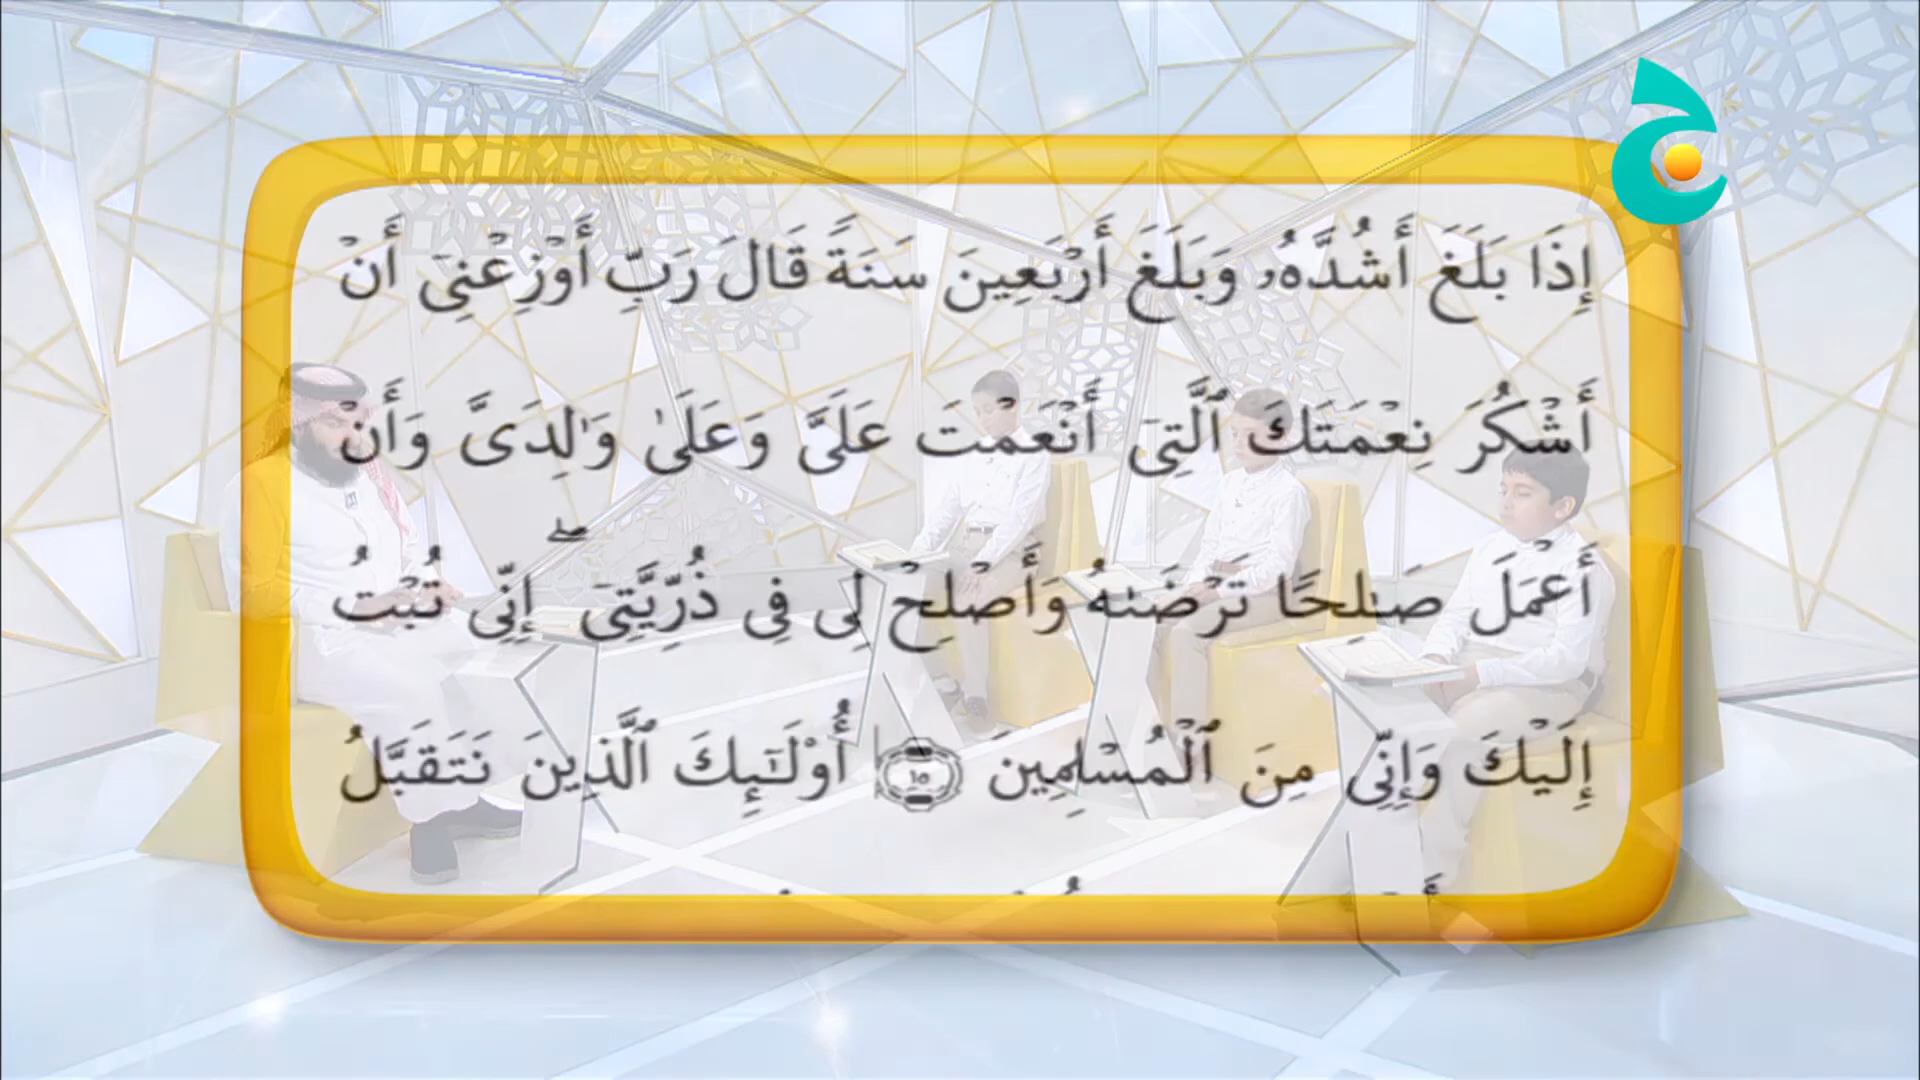 إِذَا بَلَغَ أَشُدَّهُۥ وَبَلَغَ أَرْبَعِينَ سَنَةً قَالَ رَبِّ أَوْزِعْنِىٓ أَنْ
أَشْكُرَ نِعْمَتَكَ ٱلَّتِىٓ أَنْعَمْتَ عَلَىَّ وَعَلَىٰ وَٰلِدَىَّ وَأَنْ
أَعْمَلَ صَـٰلِحًا تَرْضَىٰهُ وَأَصْلِحْ لِى فِى ذُرِّيَّتِىٓ ۖ إِنِّى تُبْتُ
إِلَيْكَ وَإِنِّى مِنَ ٱلْمُسْلِمِينَ ١٥ أُو۟لَـٰٓئِكَ ٱلَّذِينَ نَتَقَبَّلُ